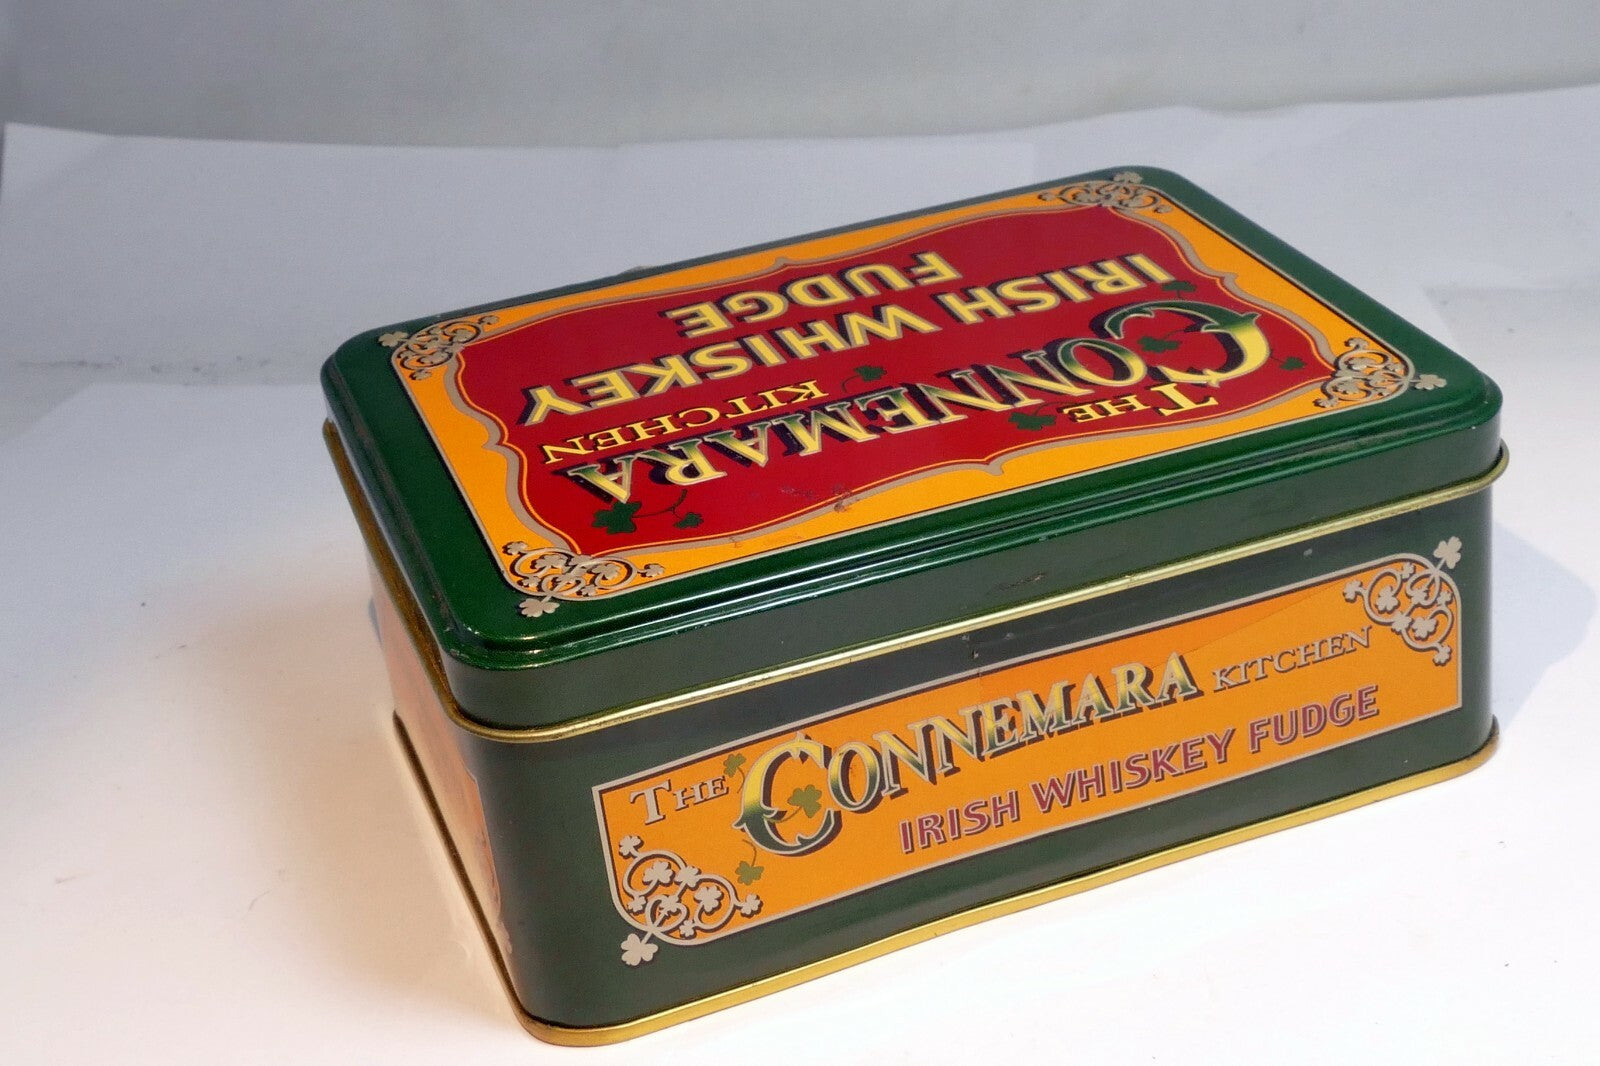 THE CONNEMARA
KITCHEN
IRISH WHISKEY
FUDGE
THE CONNEMARA KITCHEN
IRISH WHISKEY FUDGE